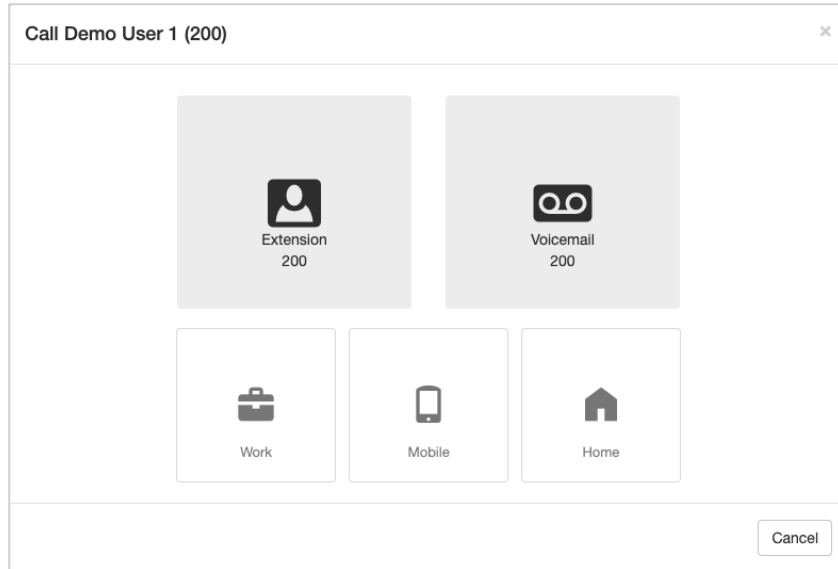 Call Demo User 1 (200)
×
Extension
200
Voicemail
200
Work
Mobile
Home
Cancel